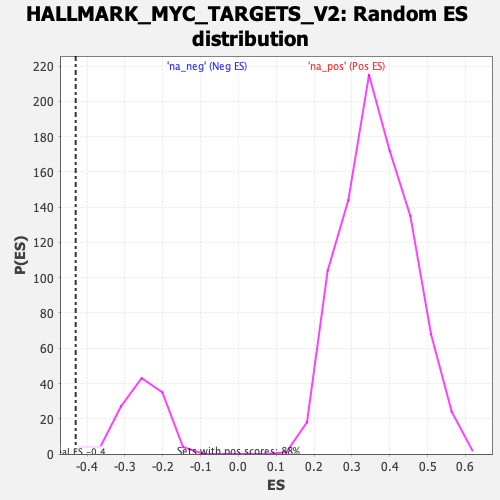 HALLMARK_MYC_TARGETS_V2: Random ES
distribution
'na_neg' (Neg ES) 'na_pos' (Pos ES)
220
200
180
160
140
120
100
80
60
40
20
0
P(ES)
Sets with pos scores: 88%
-0.4 -0.3 -0.2 -0.1 0.0 0.1 0.2 0.3 0.4 0.5 0.6
ES